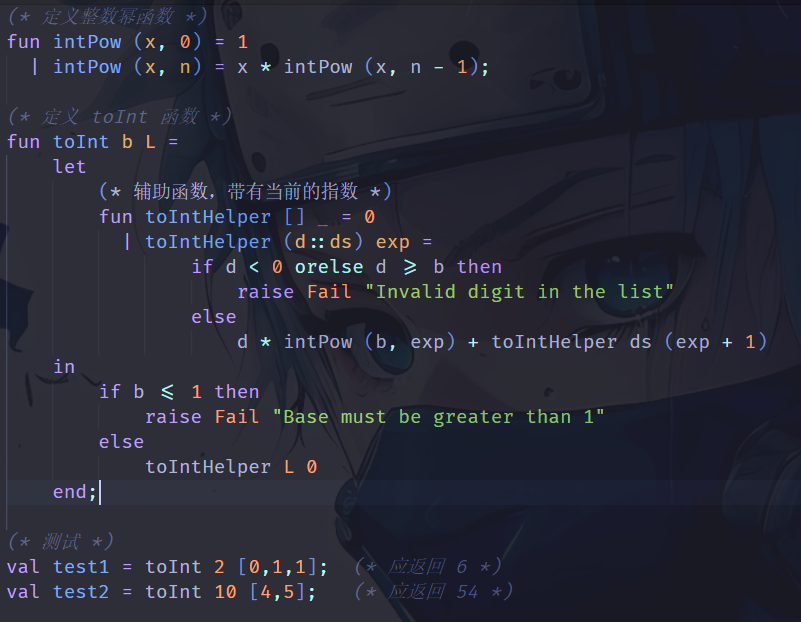 (* 定义整数幂函数 *)
fun intPow (x, 0) = 1
  | intPow (x, n) = x * intPow (x, n - 1);

(* 定义 toInt 函数 *)
fun toInt b L =
    let
        (* 辅助函数，带有当前的指数 *)
        fun toIntHelper [] _ = 0
          | toIntHelper (d::ds) exp =
                if d < 0 orelse d >= b then
                    raise Fail "Invalid digit in the list"
                else
                    d * intPow (b, exp) + toIntHelper ds (exp + 1)
    in
        if b <= 1 then
            raise Fail "Base must be greater than 1"
        else
            toIntHelper L 0
    end;

(* 测试 *)
val test1 = toInt 2 [0,1,1];  (* 应返回 6 *)
val test2 = toInt 10 [4,5];   (* 应返回 54 *)